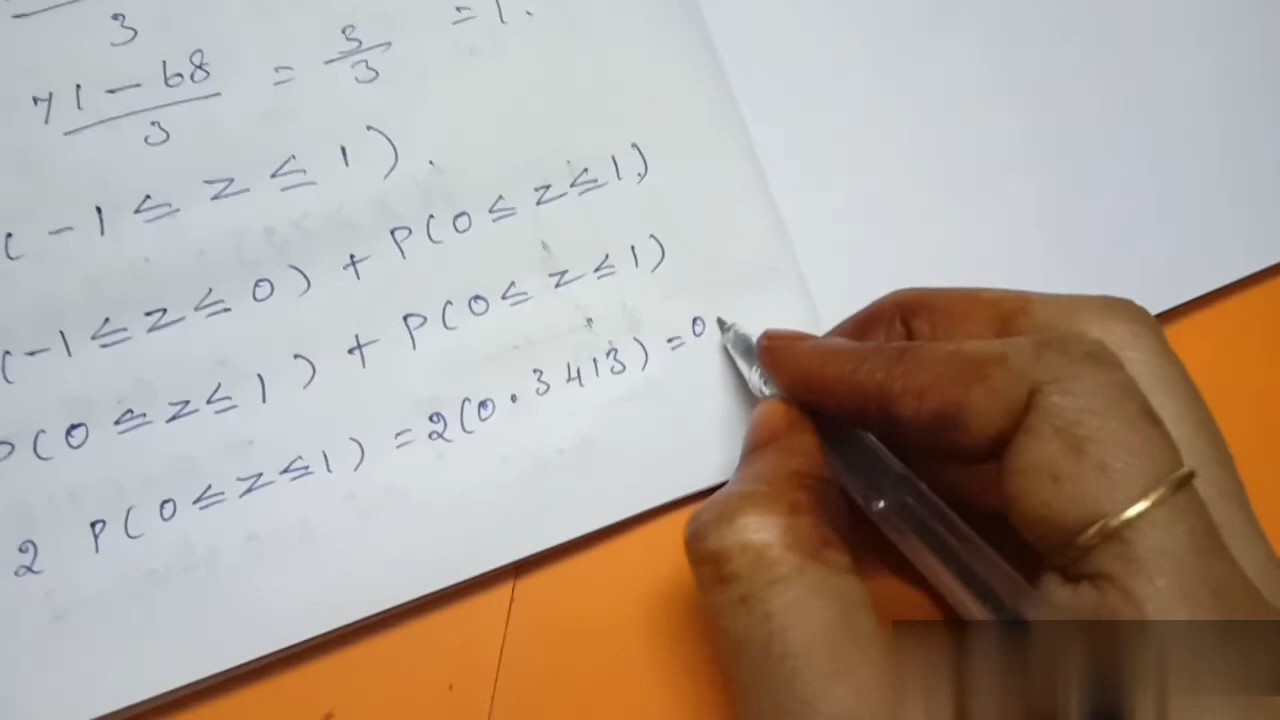 3
= 1.
71 - 68 / 3 = 3 / 3
(-1 ≤ z ≤ 1).
(-1 ≤ z ≤ 0) + P(0 ≤ z ≤ 1)
P(0 ≤ z ≤ 1) + P(0 ≤ z ≤ 1)
2 P(0 ≤ z ≤ 1) = 2(0.3413) = 0